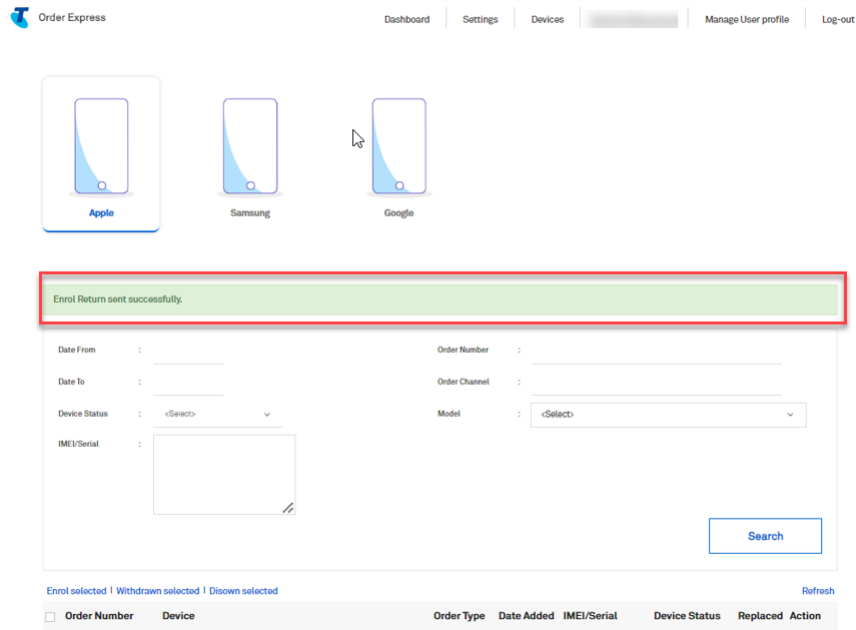 Order Express
Dashboard Settings Devices Manage User profile Log-out
Apple Samsung Google
Enrol Return sent successfully.
Date From : Order Number :
Date To : Order Channel :
Device Status : <Select> Model : <Select>
IMEI/Serial :
Search
Enrol selected | Withdrawn selected | Disown selected Refresh
Order Number Device Order Type Date Added IMEI/Serial Device Status Replaced Action